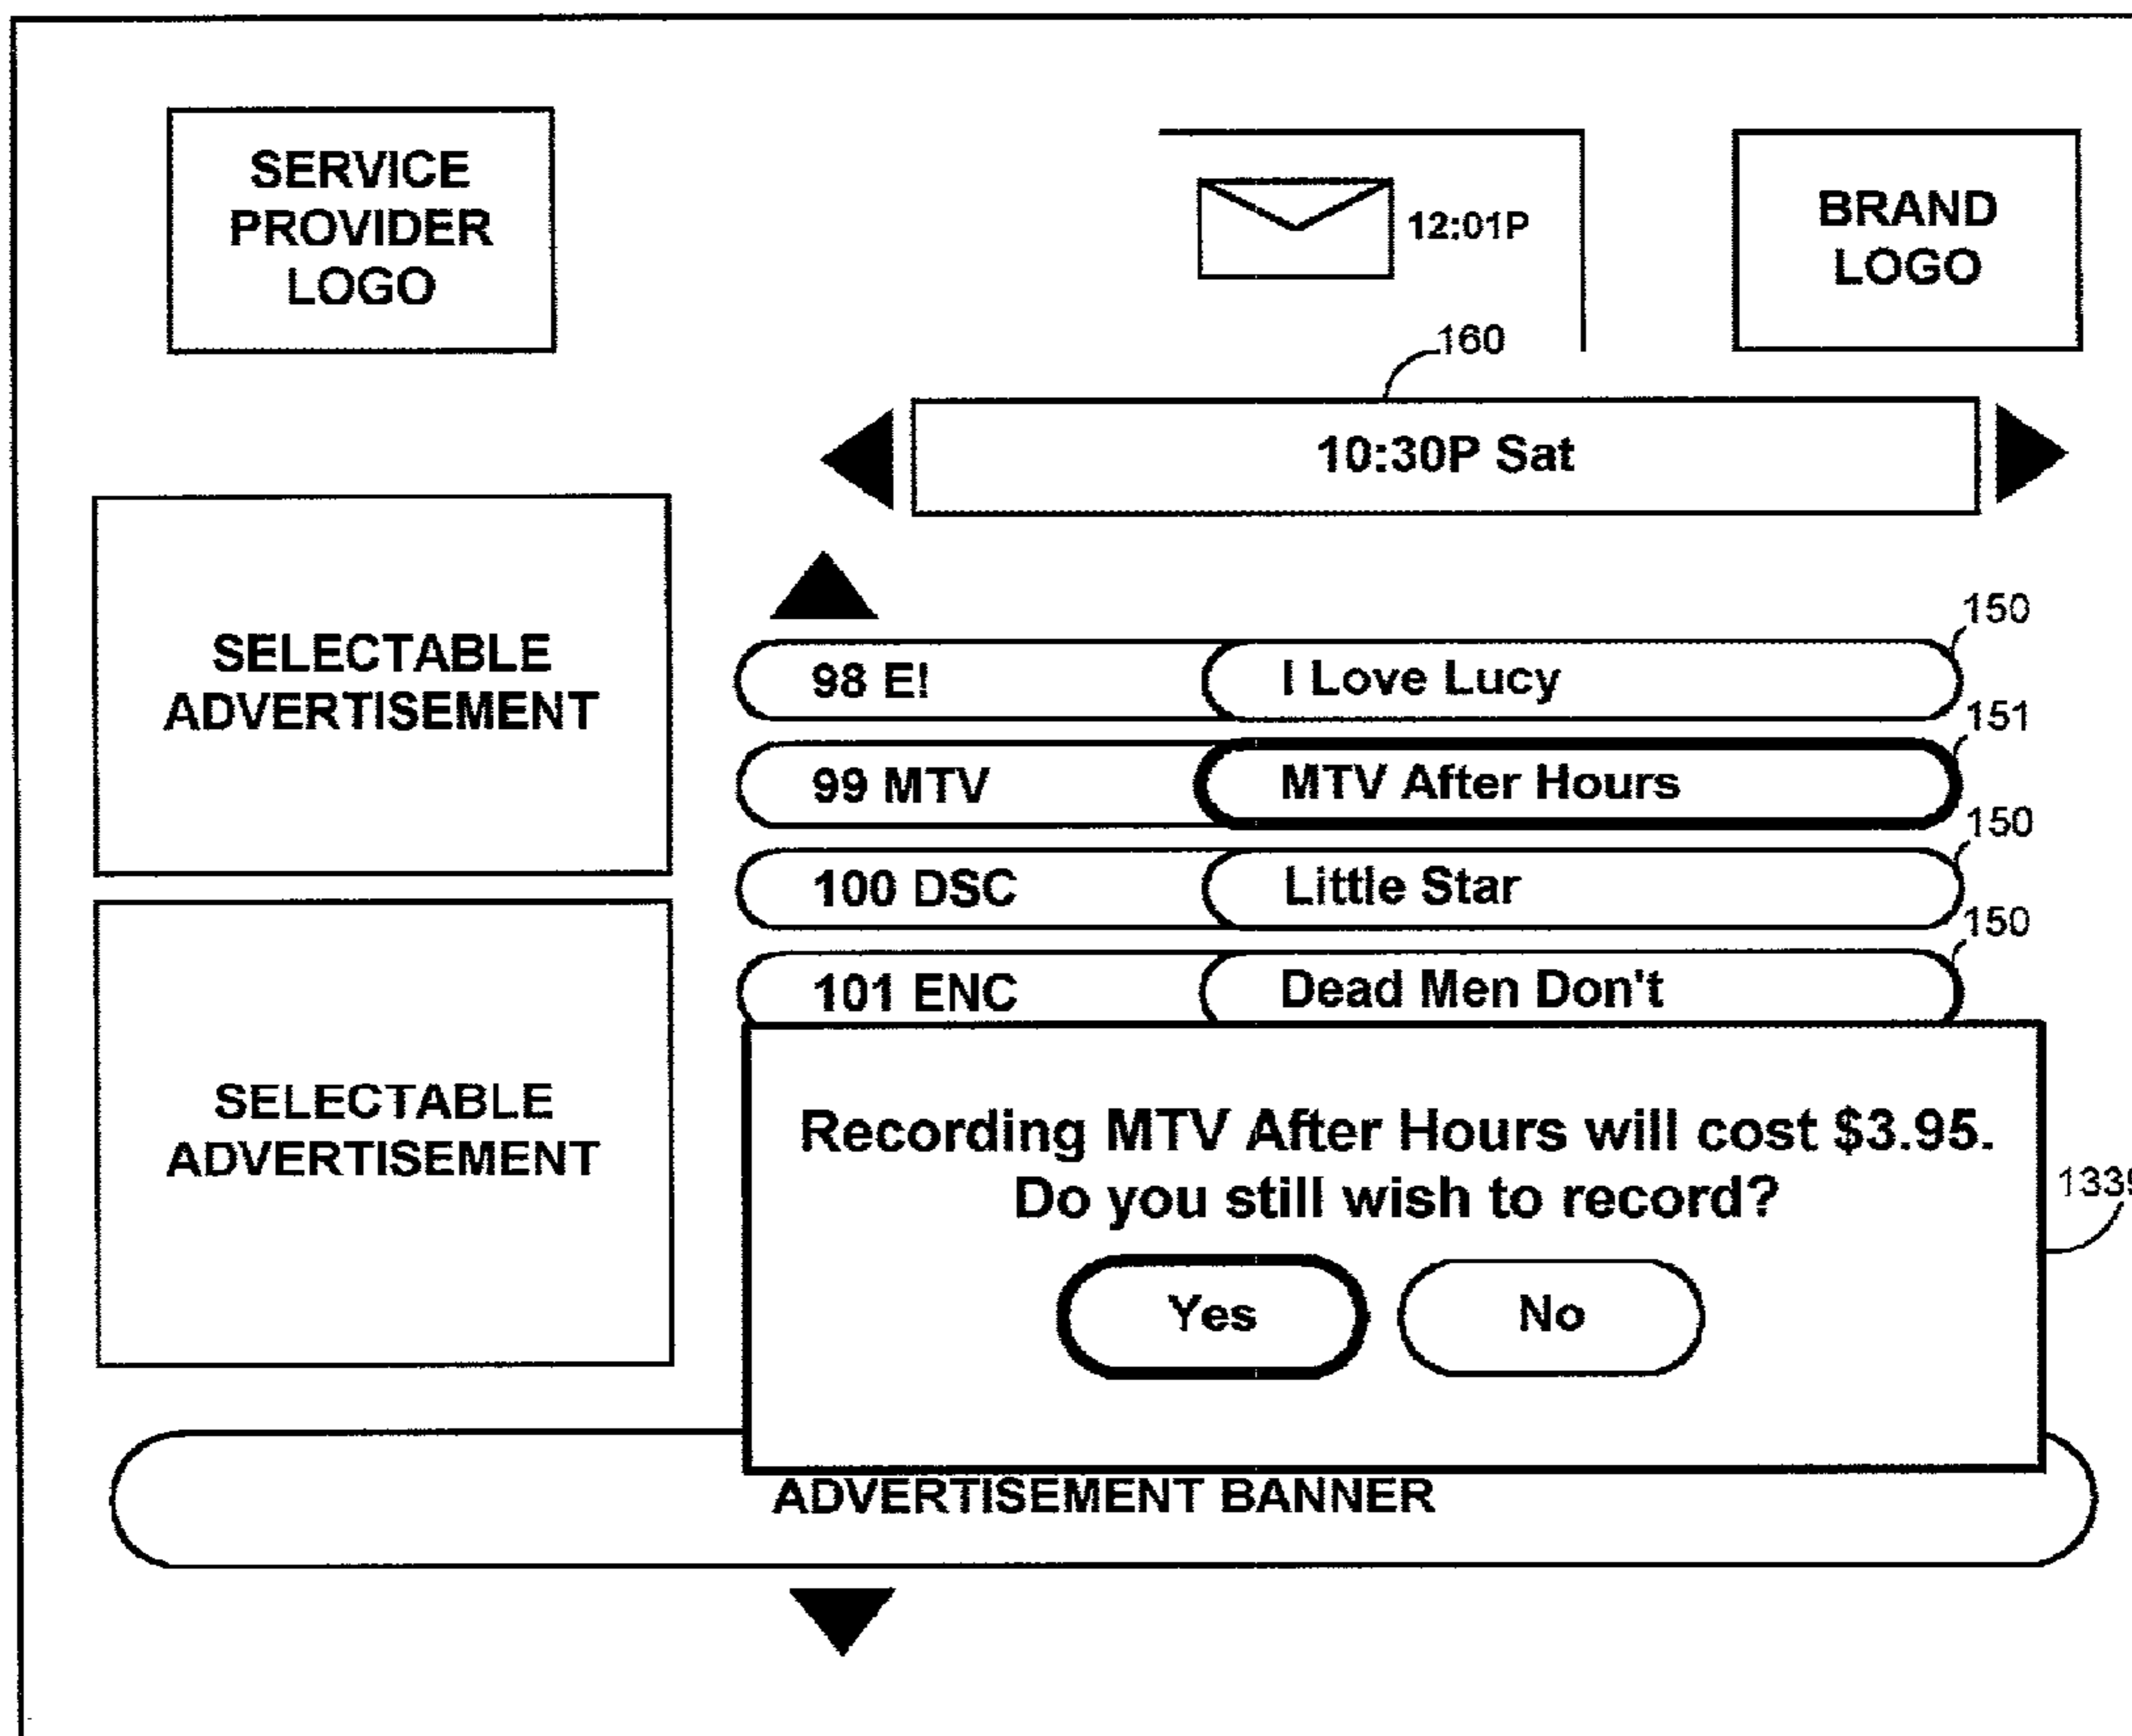 SERVICE
PROVIDER
LOGO
12:01P
BRAND
LOGO
160
10:30P Sat
SELECTABLE
ADVERTISEMENT
150
98 E! I Love Lucy
151
99 MTV MTV After Hours
150
100 DSC Little Star
150
101 ENC Dead Men Don't
SELECTABLE
ADVERTISEMENT
Recording MTV After Hours will cost $3.95.
Do you still wish to record?
1339
Yes No
ADVERTISEMENT BANNER